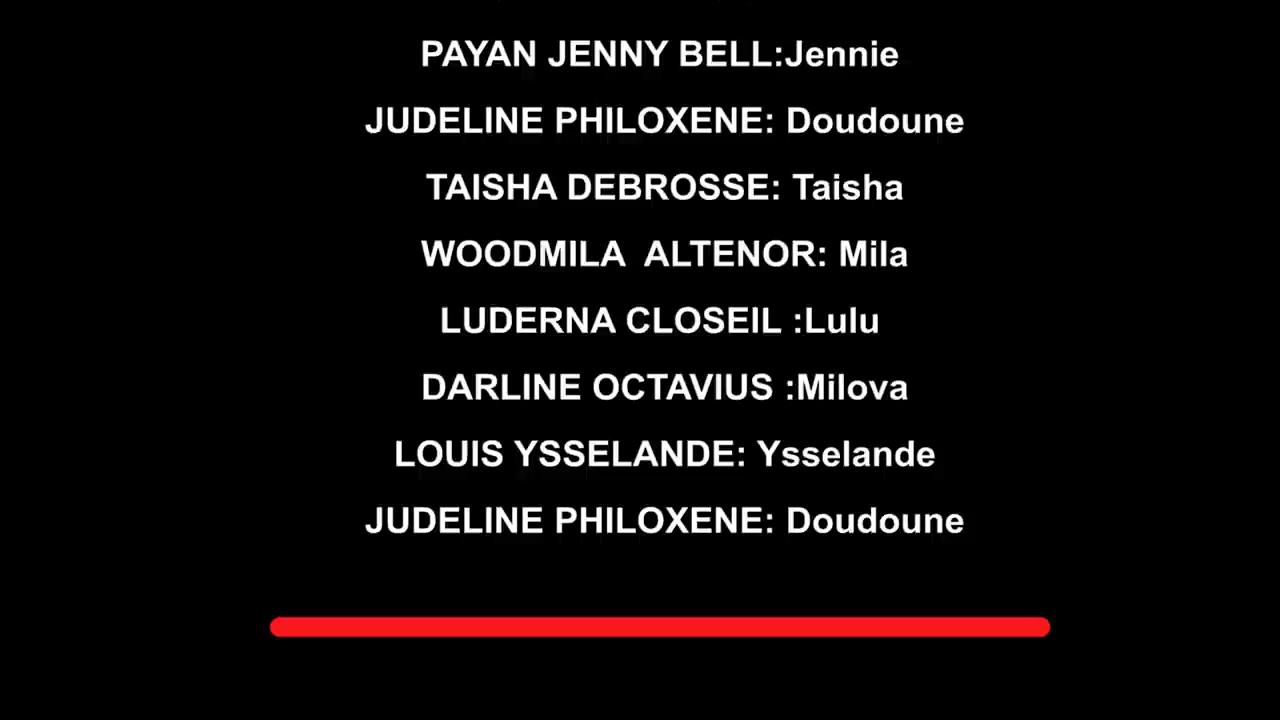 PAYAN JENNY BELL:Jennie
JUDELINE PHILOXENE: Doudoune
TAISHA DEBROSSE: Taisha
WOODMILA  ALTENOR: Mila
LUDERNA CLOSEIL :Lulu
DARLINE OCTAVIUS :Milova
LOUIS YSSELANDE: Ysselande
JUDELINE PHILOXENE: Doudoune